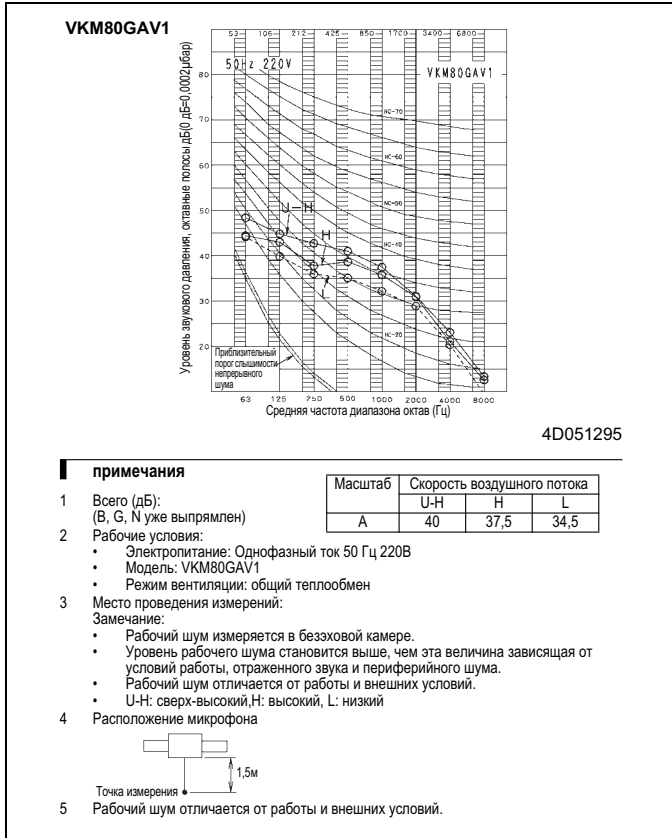 VKM80GAV1
53 106 212 425 850 1700 3400 6800
50Hz 220V
VKM80GAV1
Уровень звукового давления, октавные полосы дБ(0 дБ=0,0002μбар)
80
70
60
50
40
30
20
NC-70
NC-60
NC-50
NC-40
NC-20
U-H
H
L
Приблизительный
порог слышимости
непрерывного
шума
63 125 250 500 1000 2000 4000 8000
Средняя частота диапазона октав (Гц)
4D051295
примечания
Масштаб Скорость воздушного потока
U-H H L
A 40 37,5 34,5
1 Всего (дБ):
(B, G, N уже выпрямлен)
2 Рабочие условия:
• Электропитание: Однофазный ток 50 Гц 220В
• Модель: VKM80GAV1
• Режим вентиляции: общий теплообмен
3 Место проведения измерений:
Замечание:
• Рабочий шум измеряется в безэховой камере.
• Уровень рабочего шума становится выше, чем эта величина зависящая от
условий работы, отраженного звука и периферийного шума.
• Рабочий шум отличается от работы и внешних условий.
• U-H: сверх-высокий,H: высокий, L: низкий
4 Расположение микрофона
1,5м
Точка измерения
5 Рабочий шум отличается от работы и внешних условий.